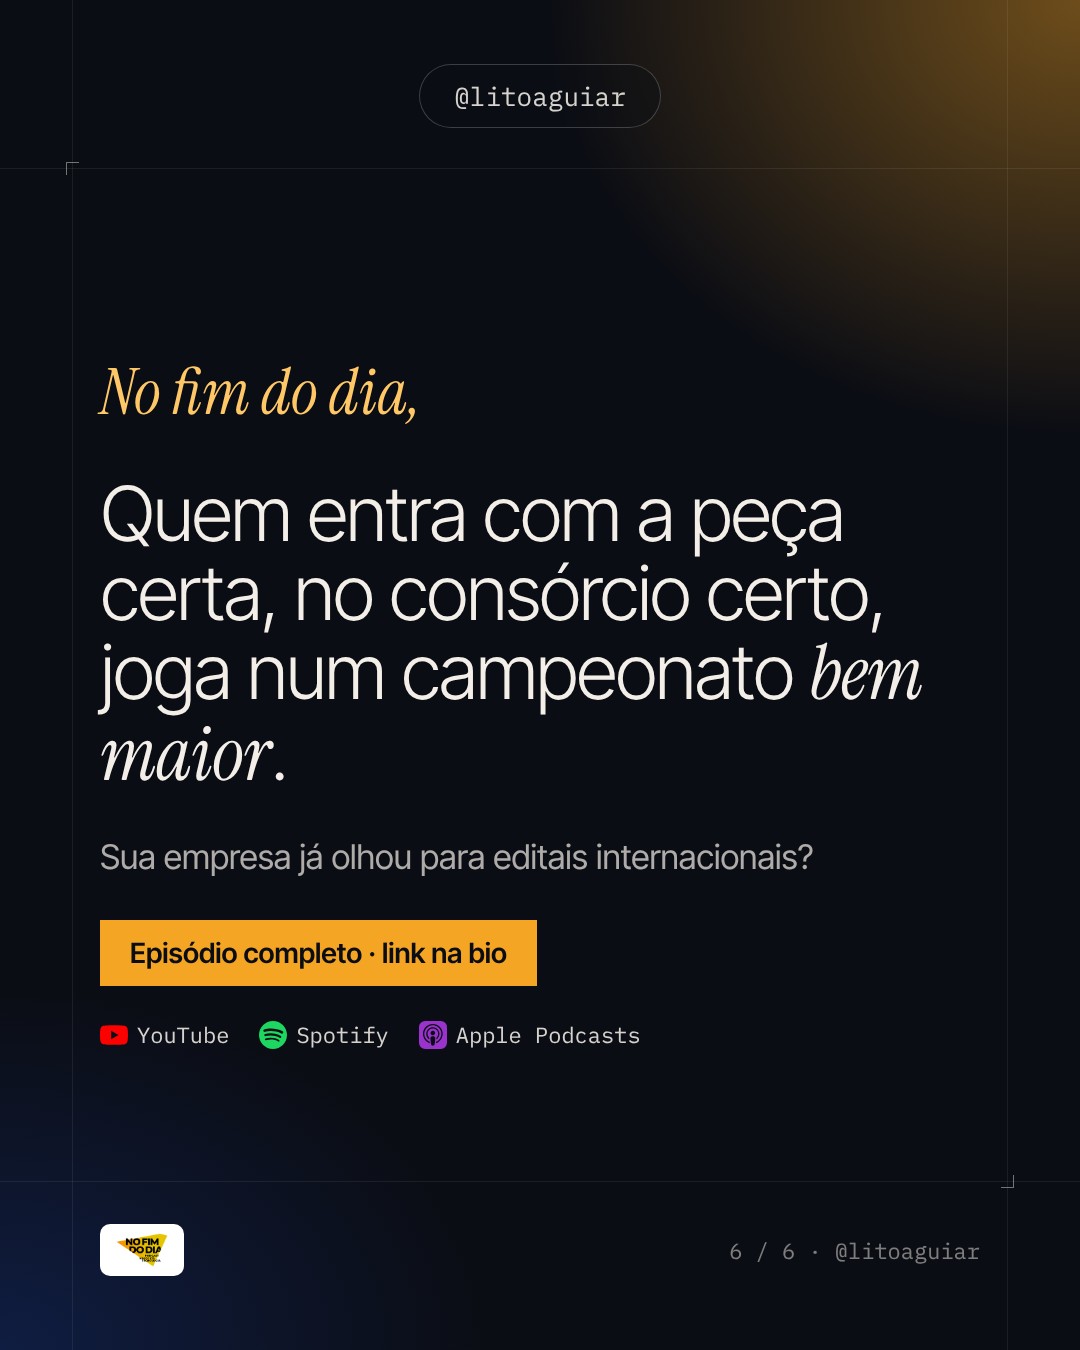 @litoaguiar
No fim do dia,
Quem entra com a peça
certa, no consórcio certo,
joga num campeonato bem
maior.
Sua empresa já olhou para editais internacionais?
Episódio completo · link na bio
YouTube Spotify Apple Podcasts
NO FIM
DO DIA
6 / 6 · @litoaguiar